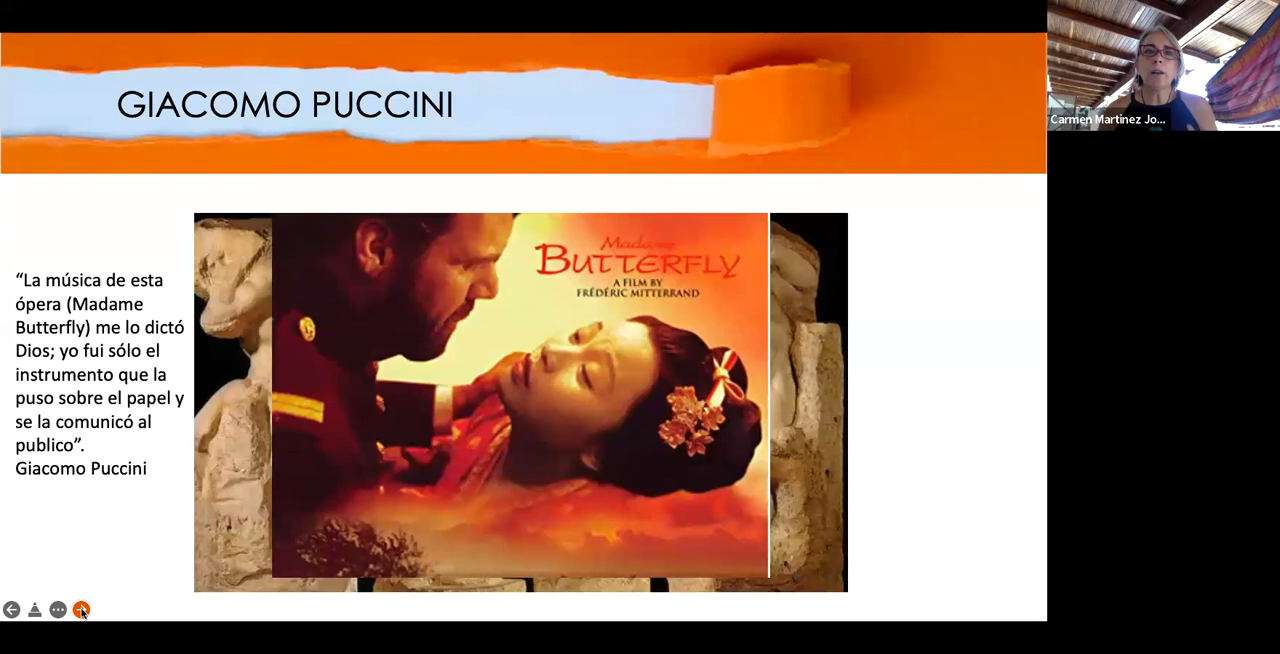 GIACOMO PUCCINI
Carmen Martínez Jo...
“La música de esta
ópera (Madame
Butterfly) me lo dictó
Dios; yo fui sólo el
instrumento que la
puso sobre el papel y
se la comunicó al
publico”.
Giacomo Puccini
Madame
BUTTERFLY
A FILM BY
FRÉDÉRIC MITTERRAND